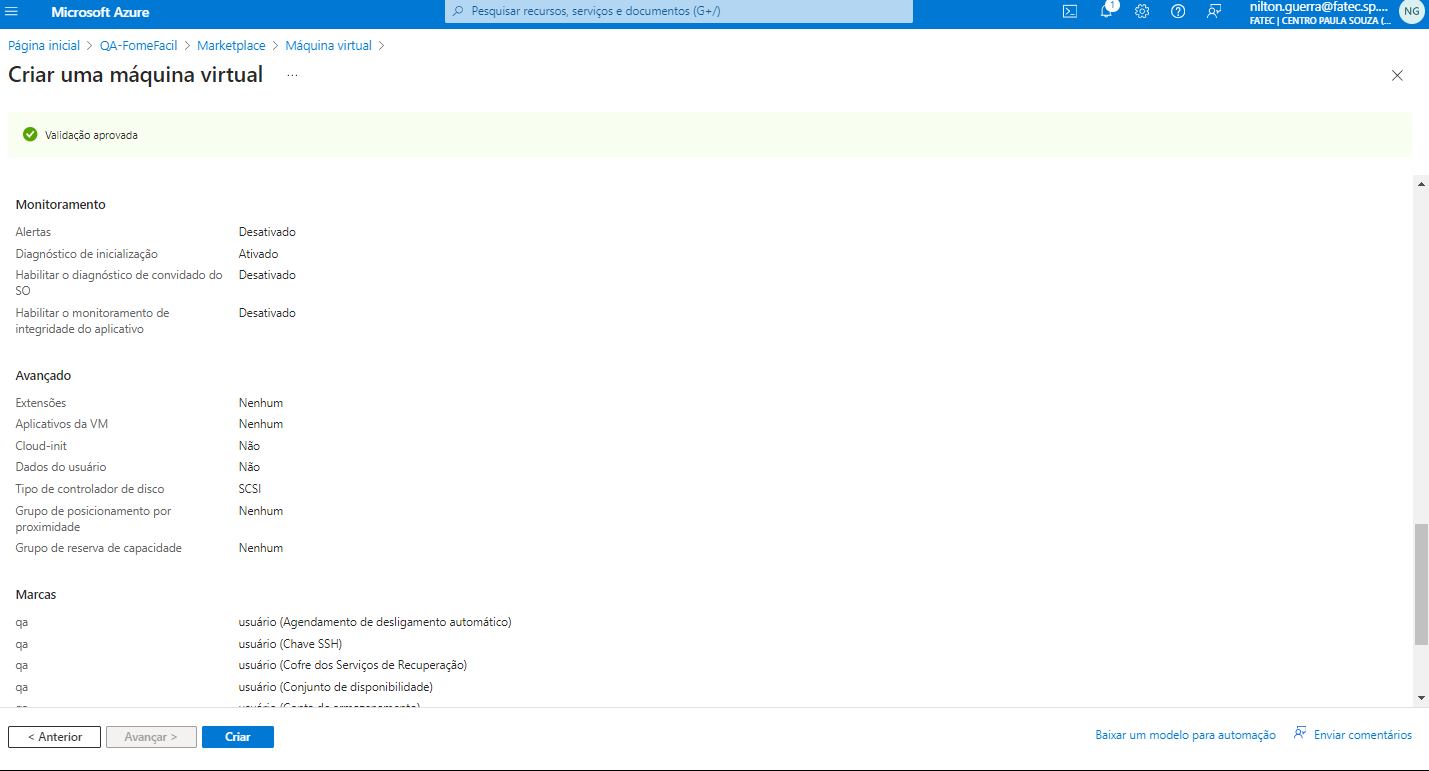 Microsoft Azure
Pesquisar recursos, serviços e documentos (G+/)
1
nilton.guerra@fatec.sp....
FATEC | CENTRO PAULA SOUZA (...
NG
Página inicial > QA-FomeFacil > Marketplace > Máquina virtual >
Criar uma máquina virtual ...
Validação aprovada
Monitoramento
Alertas Desativado
Diagnóstico de inicialização Ativado
Habilitar o diagnóstico de convidado do Desativado
SO
Habilitar o monitoramento de Desativado
integridade do aplicativo
Avançado
Extensões Nenhum
Aplicativos da VM Nenhum
Cloud-init Não
Dados do usuário Não
Tipo de controlador de disco SCSI
Grupo de posicionamento por Nenhum
proximidade
Grupo de reserva de capacidade Nenhum
Marcas
qa usuário (Agendamento de desligamento automático)
qa usuário (Chave SSH)
qa usuário (Cofre dos Serviços de Recuperação)
qa usuário (Conjunto de disponibilidade)
qa usuário (Conta de armazenamento)
< Anterior Avançar > Criar Baixar um modelo para automação Enviar comentários